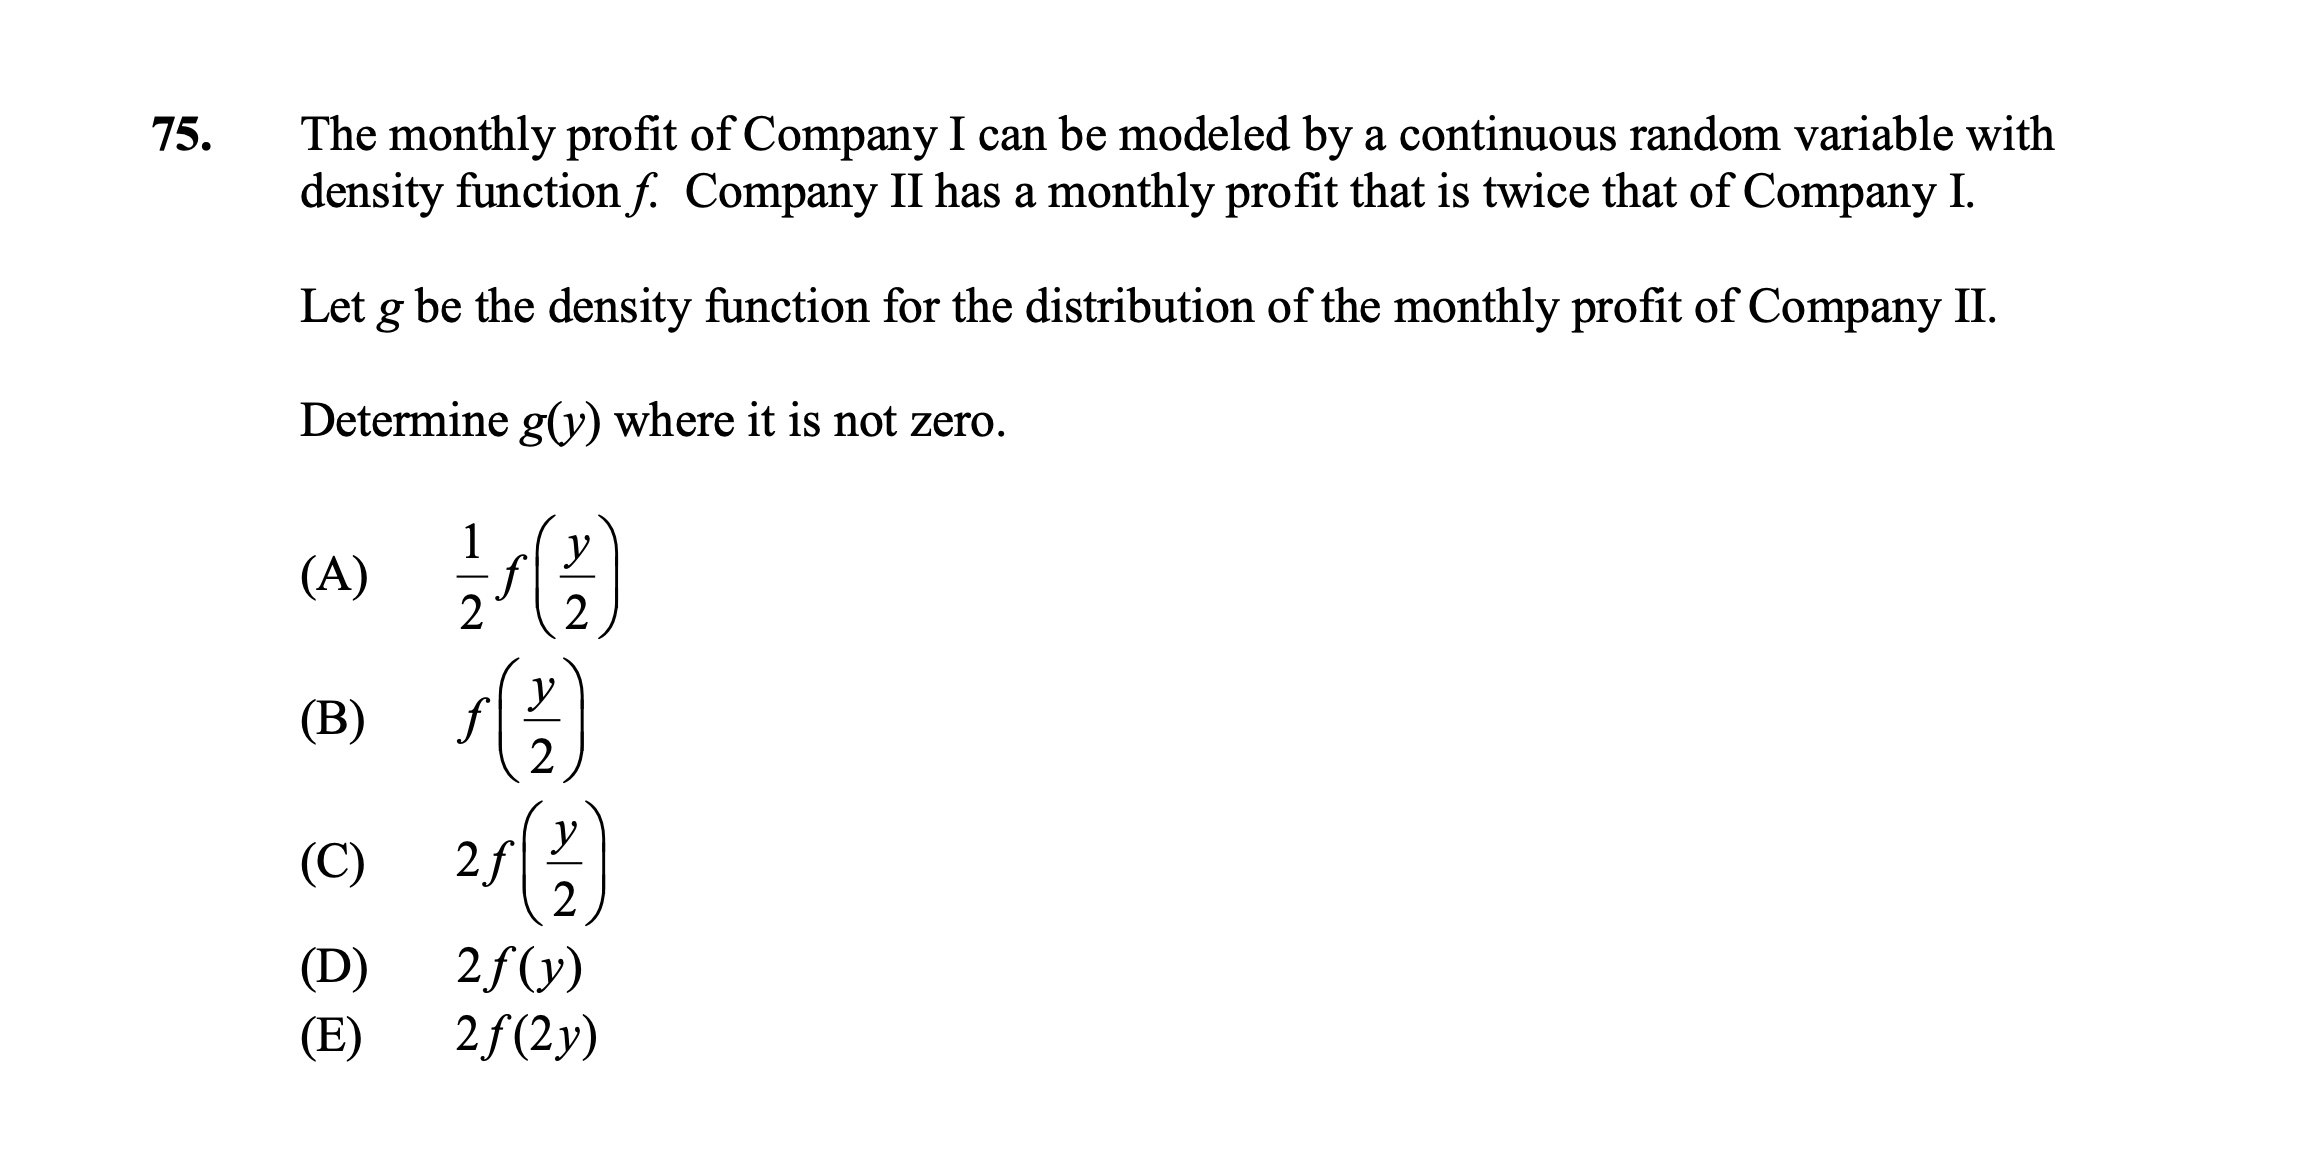 75. The monthly profit of Company I can be modeled by a continuous random variable with
density function f. Company II has a monthly profit that is twice that of Company I.
Let g be the density function for the distribution of the monthly profit of Company II.
Determine g(y) where it is not zero.
(A) \frac{1}{2} f\left(\frac{y}{2}\right)
(B) f\left(\frac{y}{2}\right)
(C) 2f\left(\frac{y}{2}\right)
(D) 2f(y)
(E) 2f(2y)